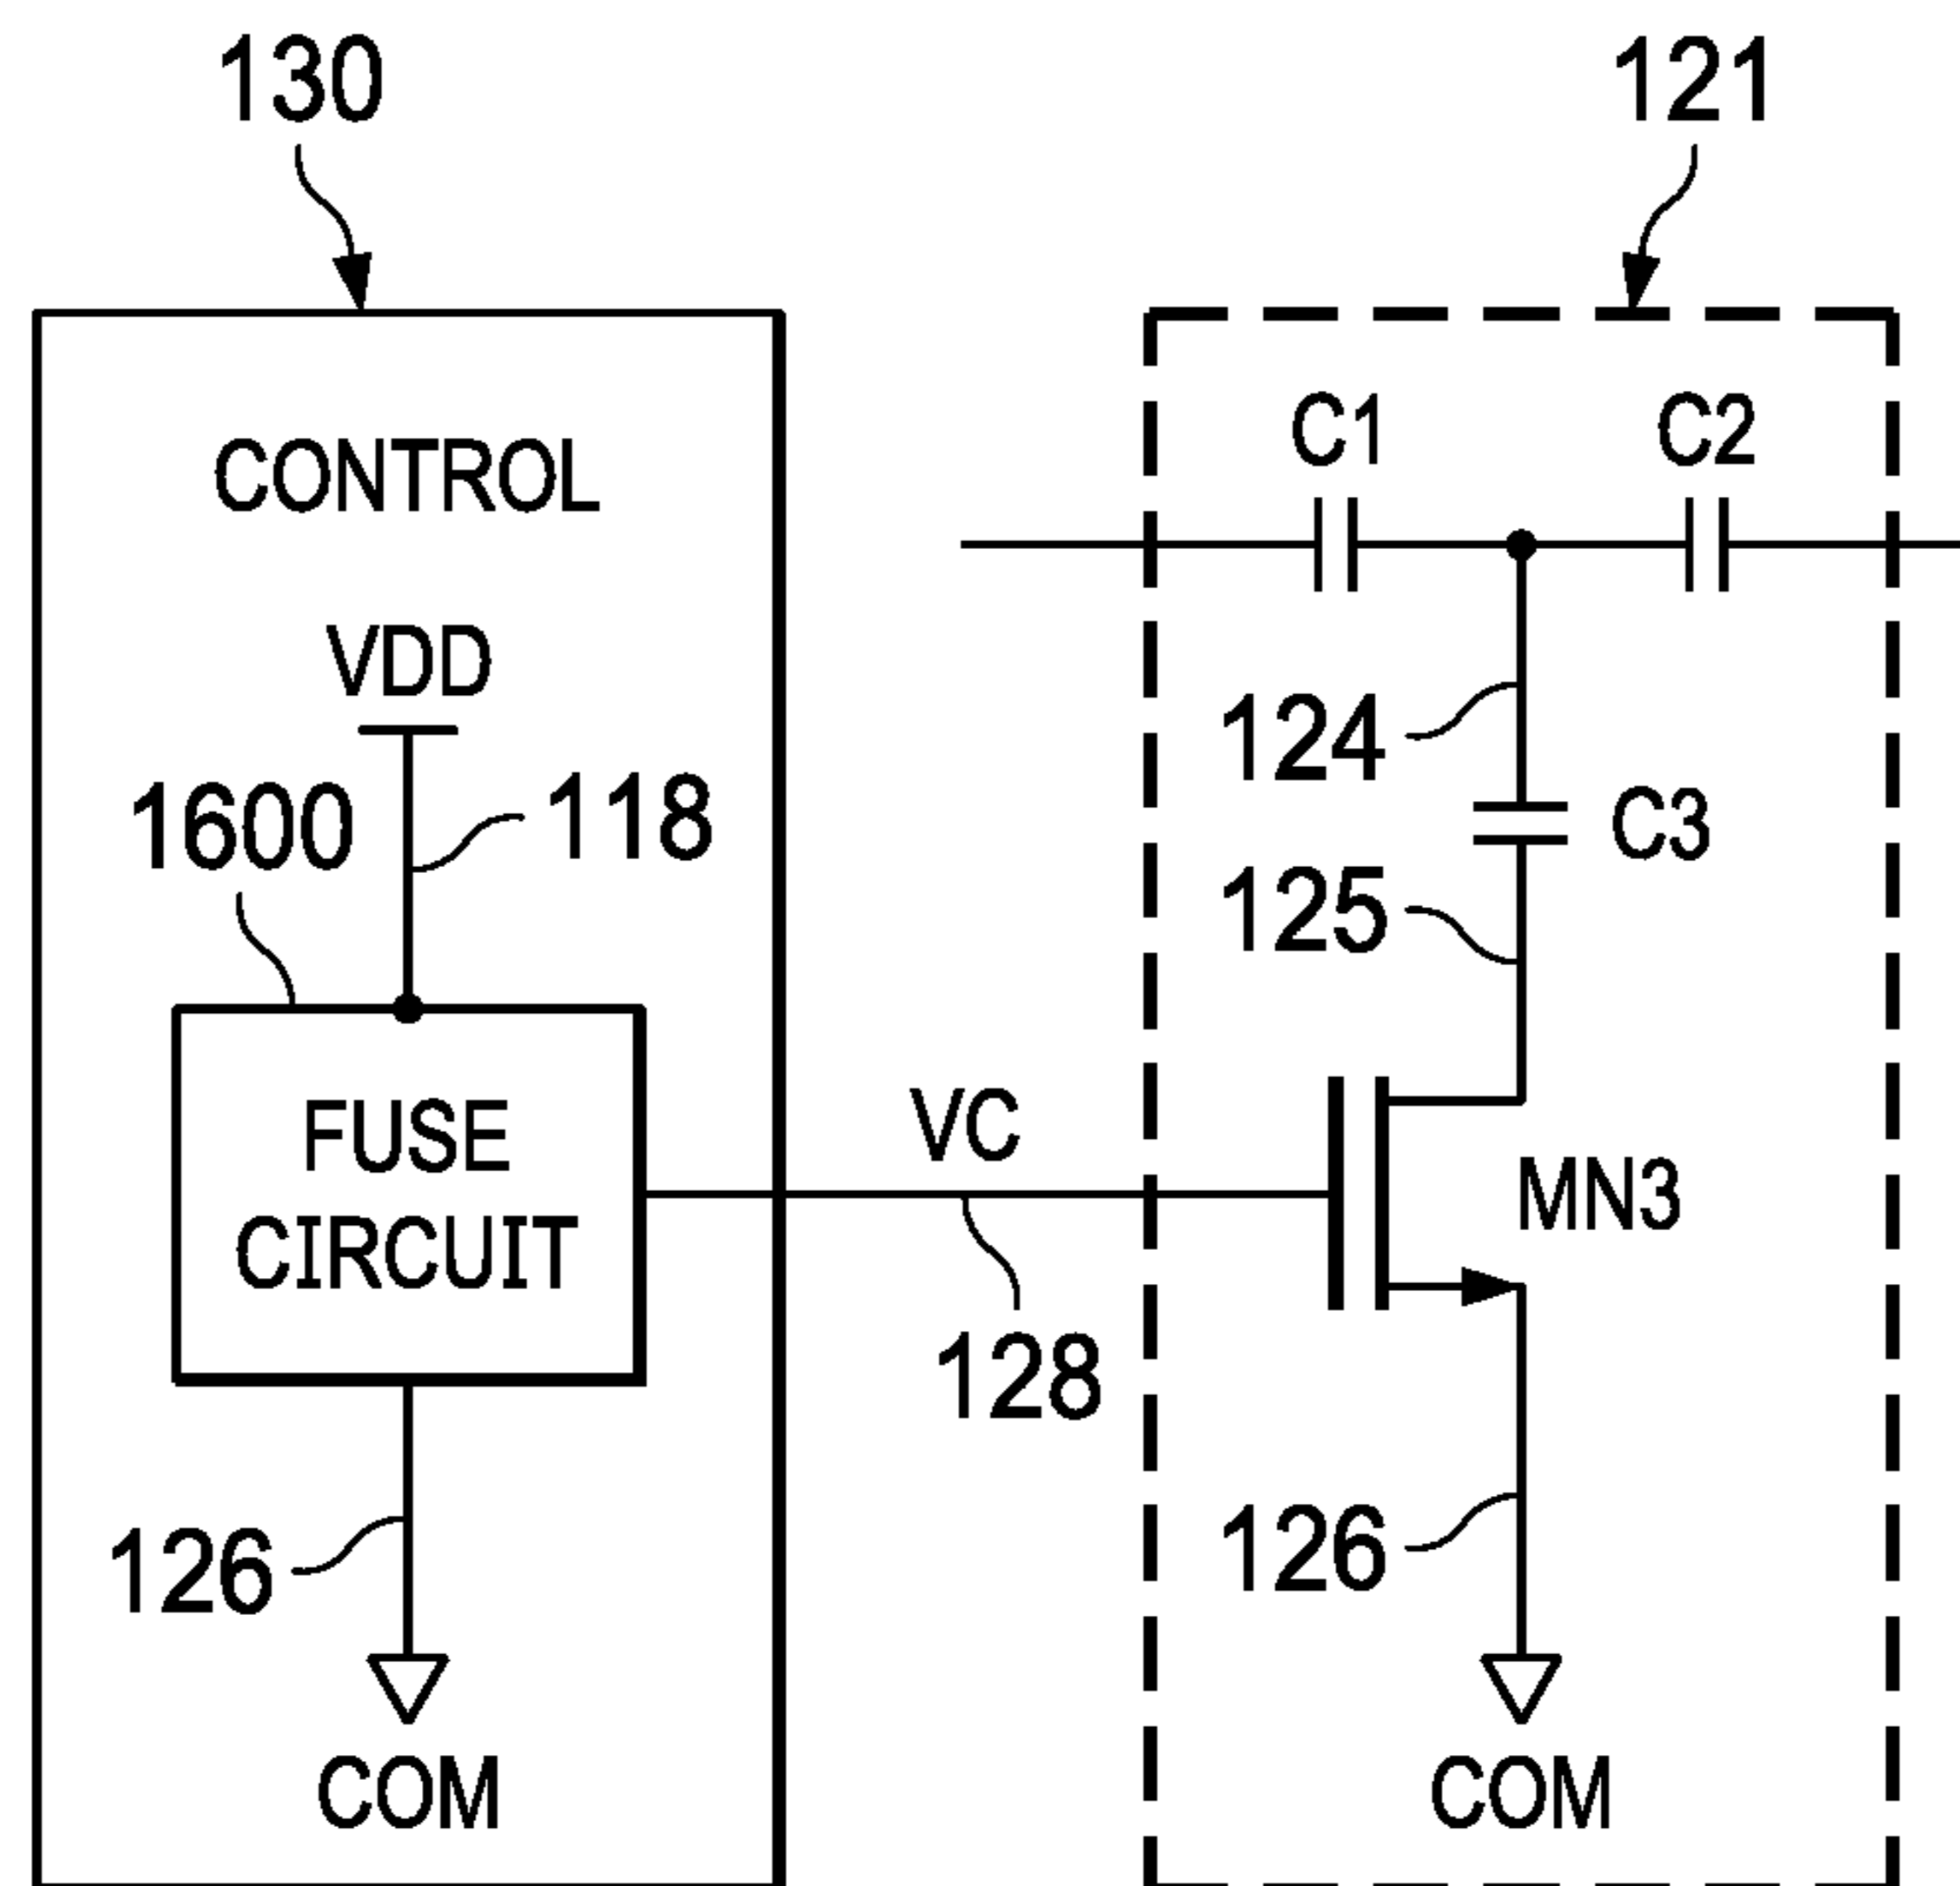 130
121
CONTROL
C1
C2
VDD
124
1600
118
C3
125
FUSE
CIRCUIT
VC
MN3
128
126
126
COM
COM